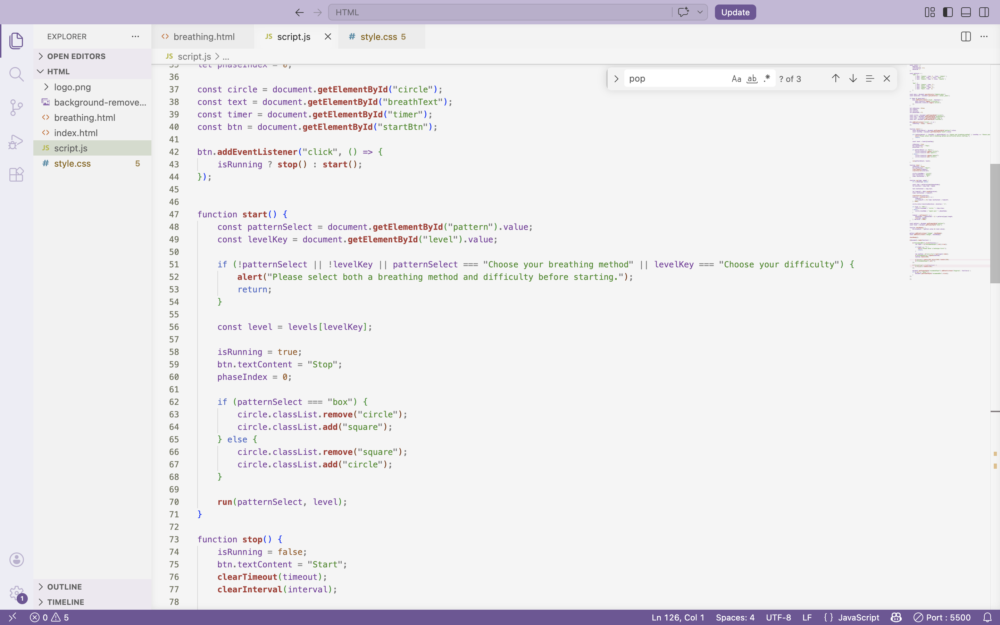 HTML
Update
EXPLORER
OPEN EDITORS
HTML
logo.png
background-remove...
breathing.html
index.html
JS script.js
# style.css 5
OUTLINE
TIMELINE
breathing.html
JS script.js
# style.css 5
JS script.js > ...
pop
Aa ab .* ? of 3
35 let phaseIndex = 0;
36
37 const circle = document.getElementById("circle");
38 const text = document.getElementById("breathText");
39 const timer = document.getElementById("timer");
40 const btn = document.getElementById("startBtn");
41
42 btn.addEventListener("click", () => {
43 isRunning ? stop() : start();
44 });
45
46
47 function start() {
48 const patternSelect = document.getElementById("pattern").value;
49 const levelKey = document.getElementById("level").value;
50
51 if (!patternSelect || !levelKey || patternSelect === "Choose your breathing method" || levelKey === "Choose your difficulty") {
52 alert("Please select both a breathing method and difficulty before starting.");
53 return;
54 }
55
56 const level = levels[levelKey];
57
58 isRunning = true;
59 btn.textContent = "Stop";
60 phaseIndex = 0;
61
62 if (patternSelect === "box") {
63 circle.classList.remove("circle");
64 circle.classList.add("square");
65 } else {
66 circle.classList.remove("square");
67 circle.classList.add("circle");
68 }
69
70 run(patternSelect, level);
71 }
72
73 function stop() {
74 isRunning = false;
75 btn.textContent = "Start";
76 clearTimeout(timeout);
77 clearInterval(interval);
78
1
0 5
Ln 126, Col 1 Spaces: 4 UTF-8 LF { } JavaScript Port : 5500